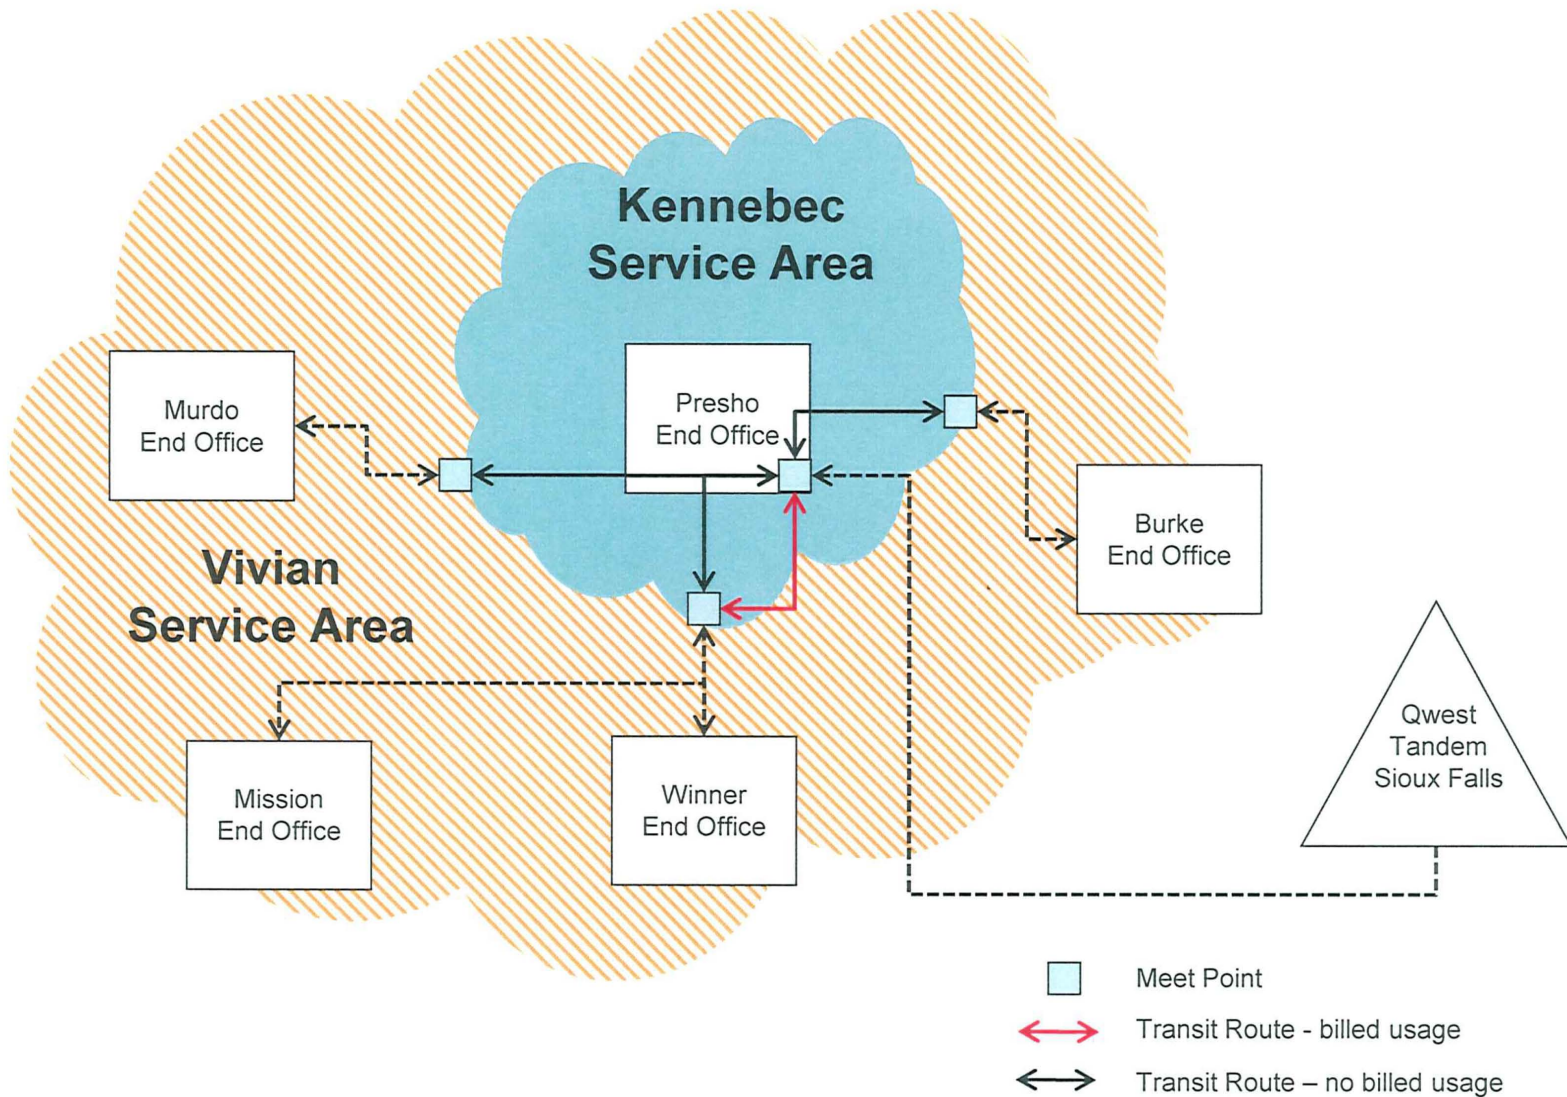 Kennebec
Service Area
Presho
End Office
Murdo
End Office
Burke
End Office
Vivian
Service Area
Mission
End Office
Winner
End Office
Qwest
Tandem
Sioux Falls
Meet Point
Transit Route - billed usage
Transit Route – no billed usage